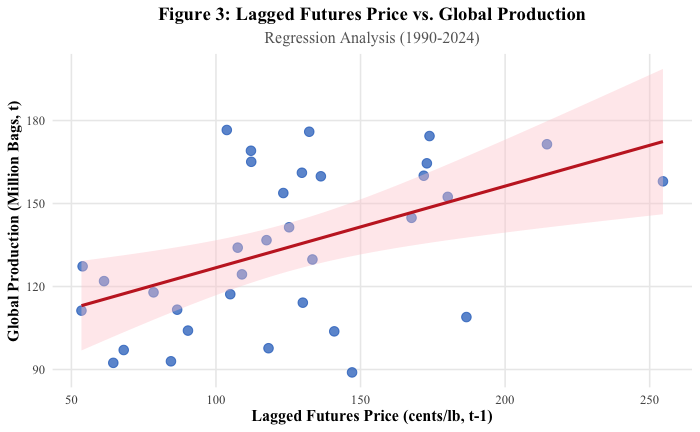 Figure 3: Lagged Futures Price vs. Global Production
Regression Analysis (1990-2024)
Global Production (Million Bags, t)
180
150
120
90
50
100
150
200
250
Lagged Futures Price (cents/lb, t-1)